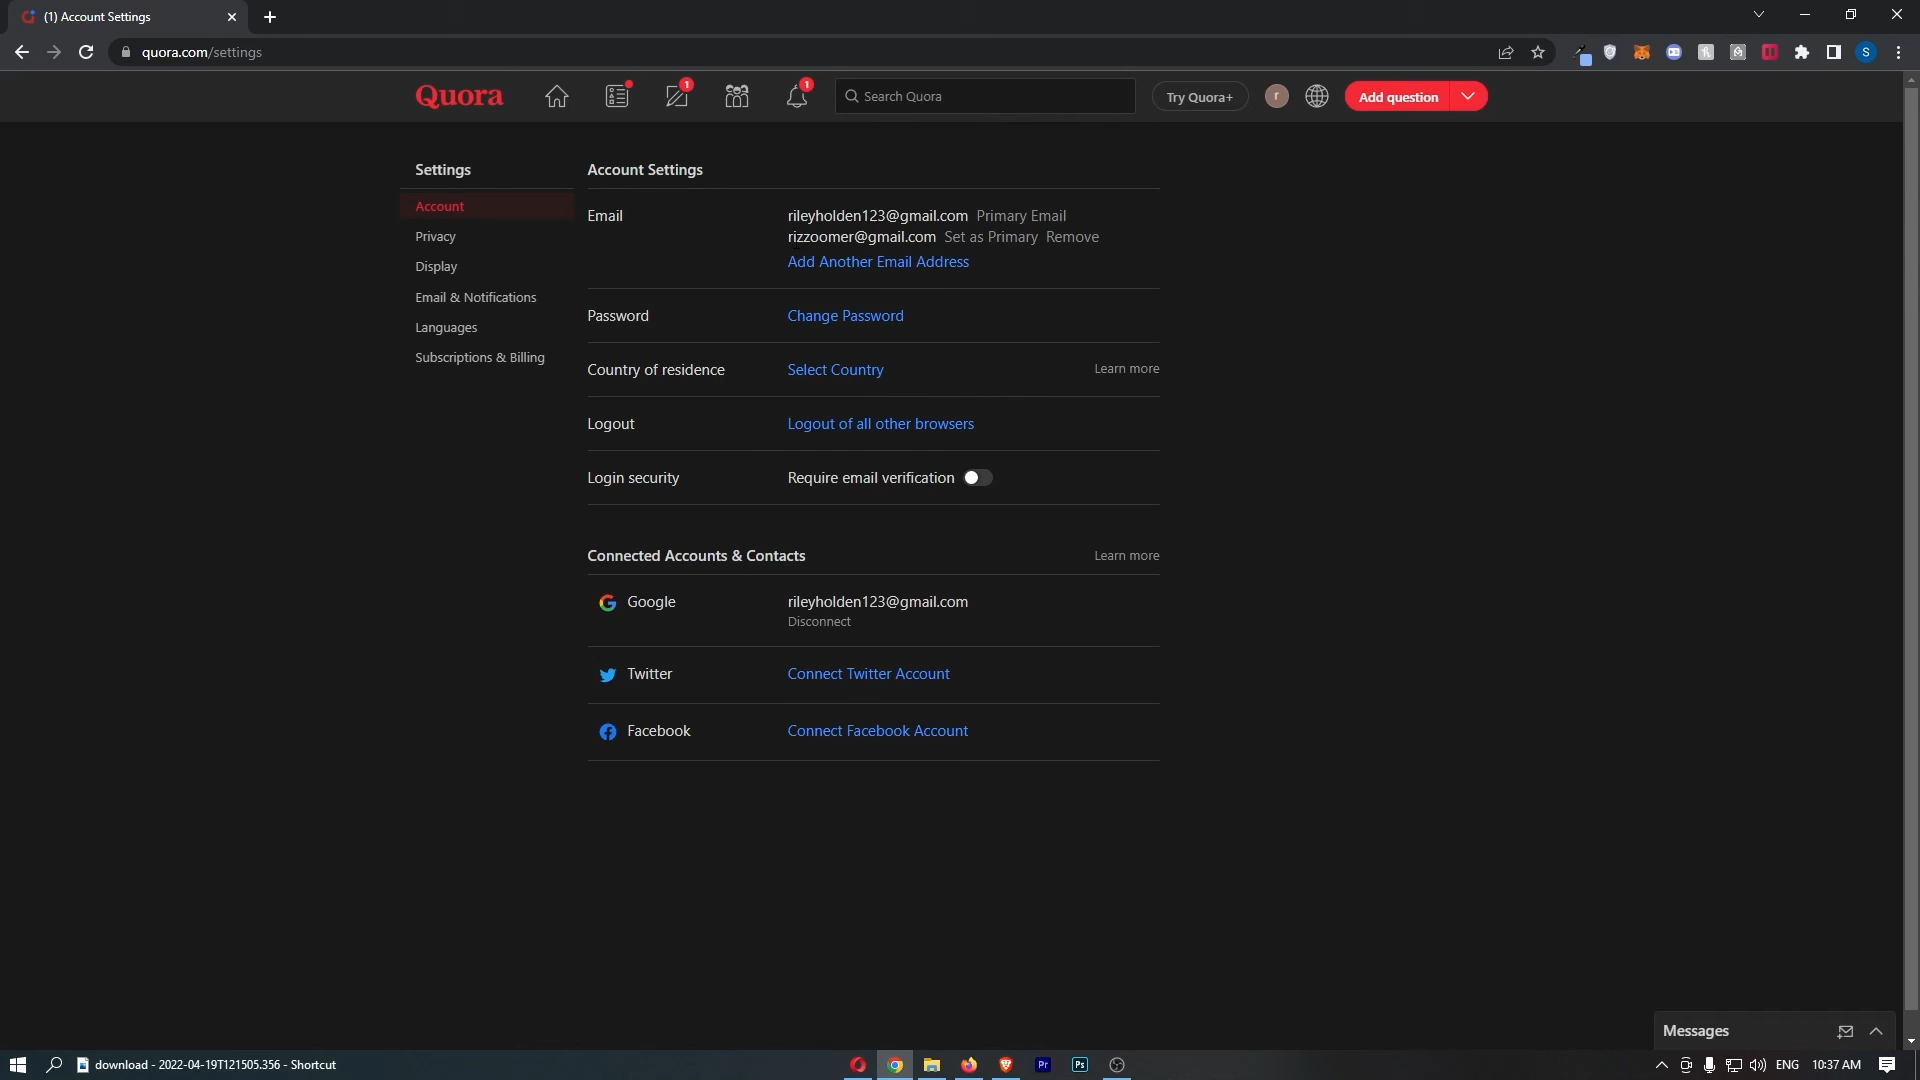 (1) Account Settings
quora.com/settings
S
Quora
1
1
Search Quora
Try Quora+
r
Add question
Settings
Account
Privacy
Display
Email & Notifications
Languages
Subscriptions & Billing
Account Settings
Email
rileyholden123@gmail.com Primary Email
rizzoomer@gmail.com Set as Primary Remove
Add Another Email Address
Password
Change Password
Country of residence
Select Country
Learn more
Logout
Logout of all other browsers
Login security
Require email verification
Connected Accounts & Contacts
Learn more
Google
rileyholden123@gmail.com
Disconnect
Twitter
Connect Twitter Account
Facebook
Connect Facebook Account
Messages
download - 2022-04-19T121505.356 - Shortcut
Pr
Ps
ENG
10:37 AM